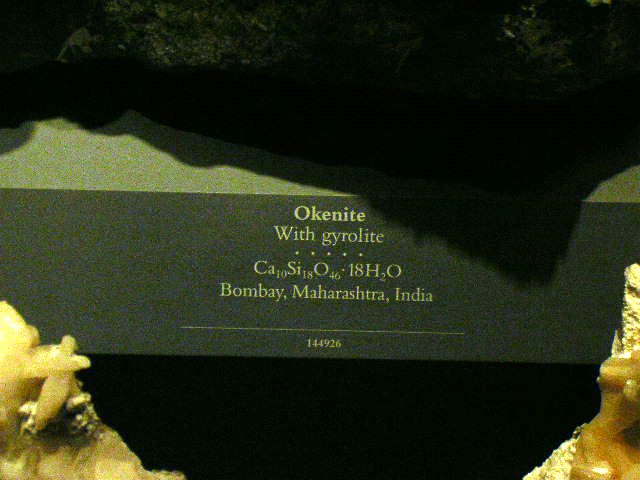 Okenite
With gyrolite
• • • • •
Ca₁₀Si₁₈O₄₆·18H₂O
Bombay, Maharashtra, India
144926